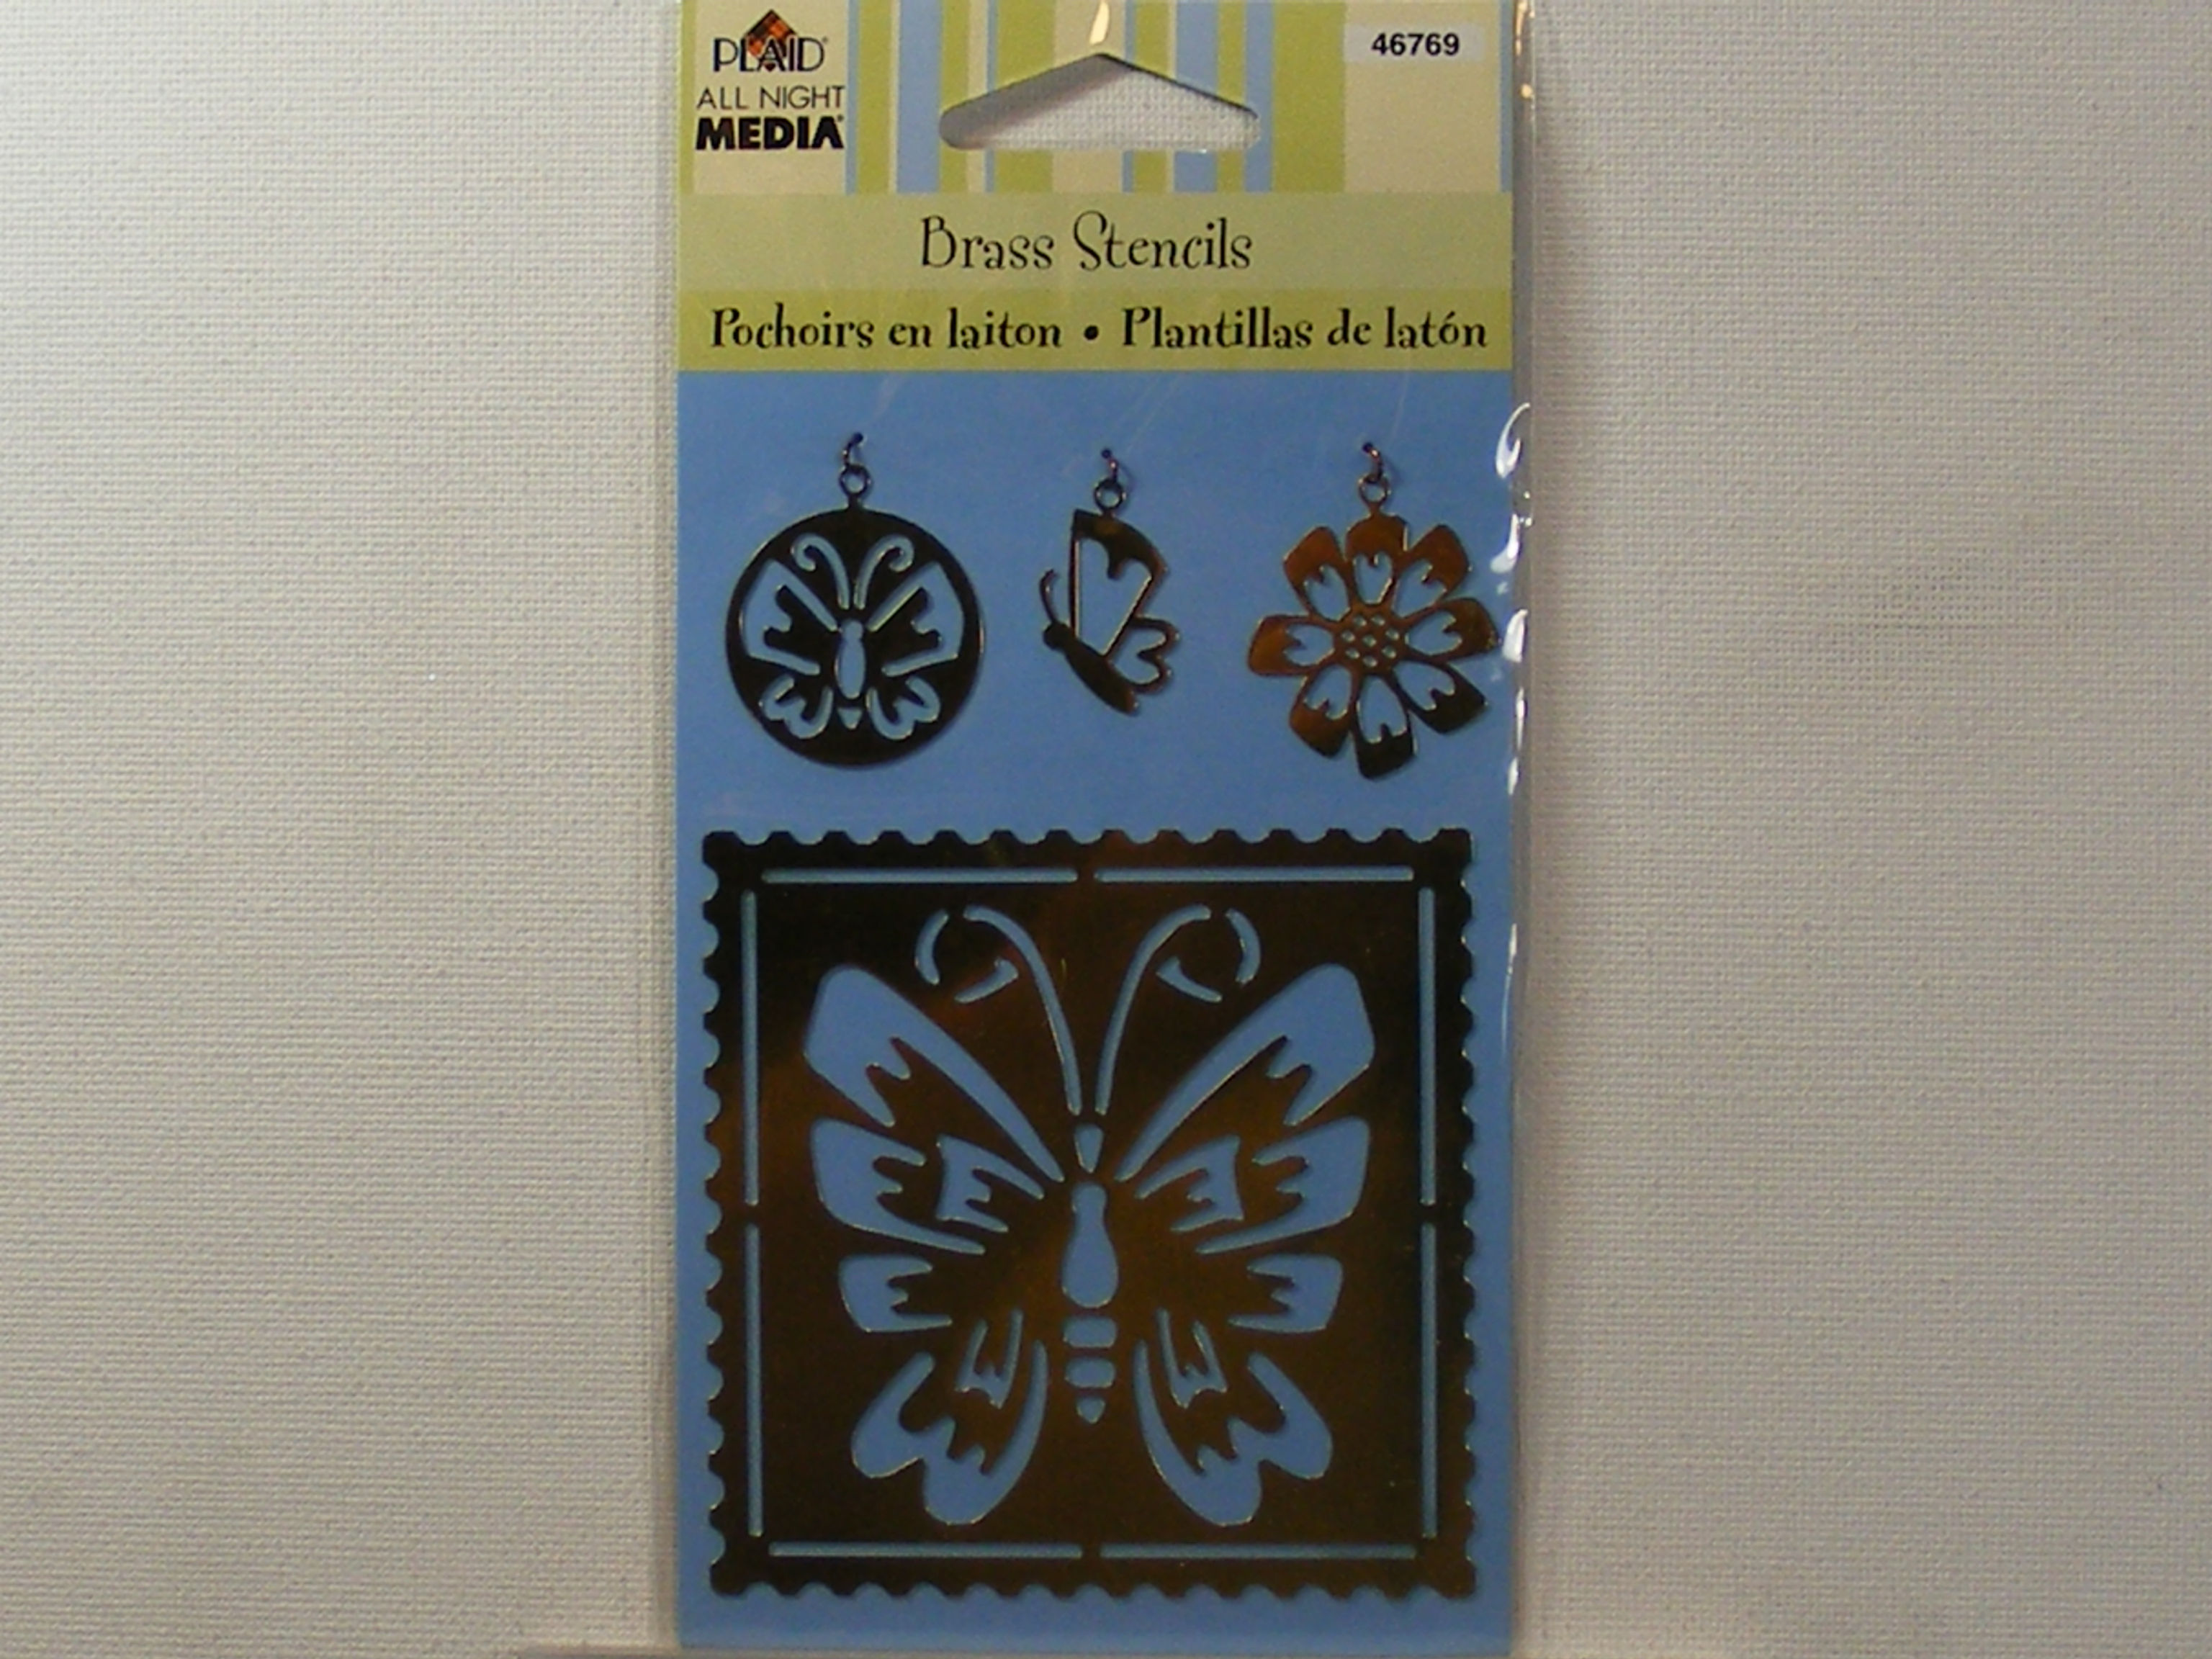 PLAID
ALL NIGHT
MEDIA
46769
Brass Stencils
Pochoirs en laiton • Plantillas de latón